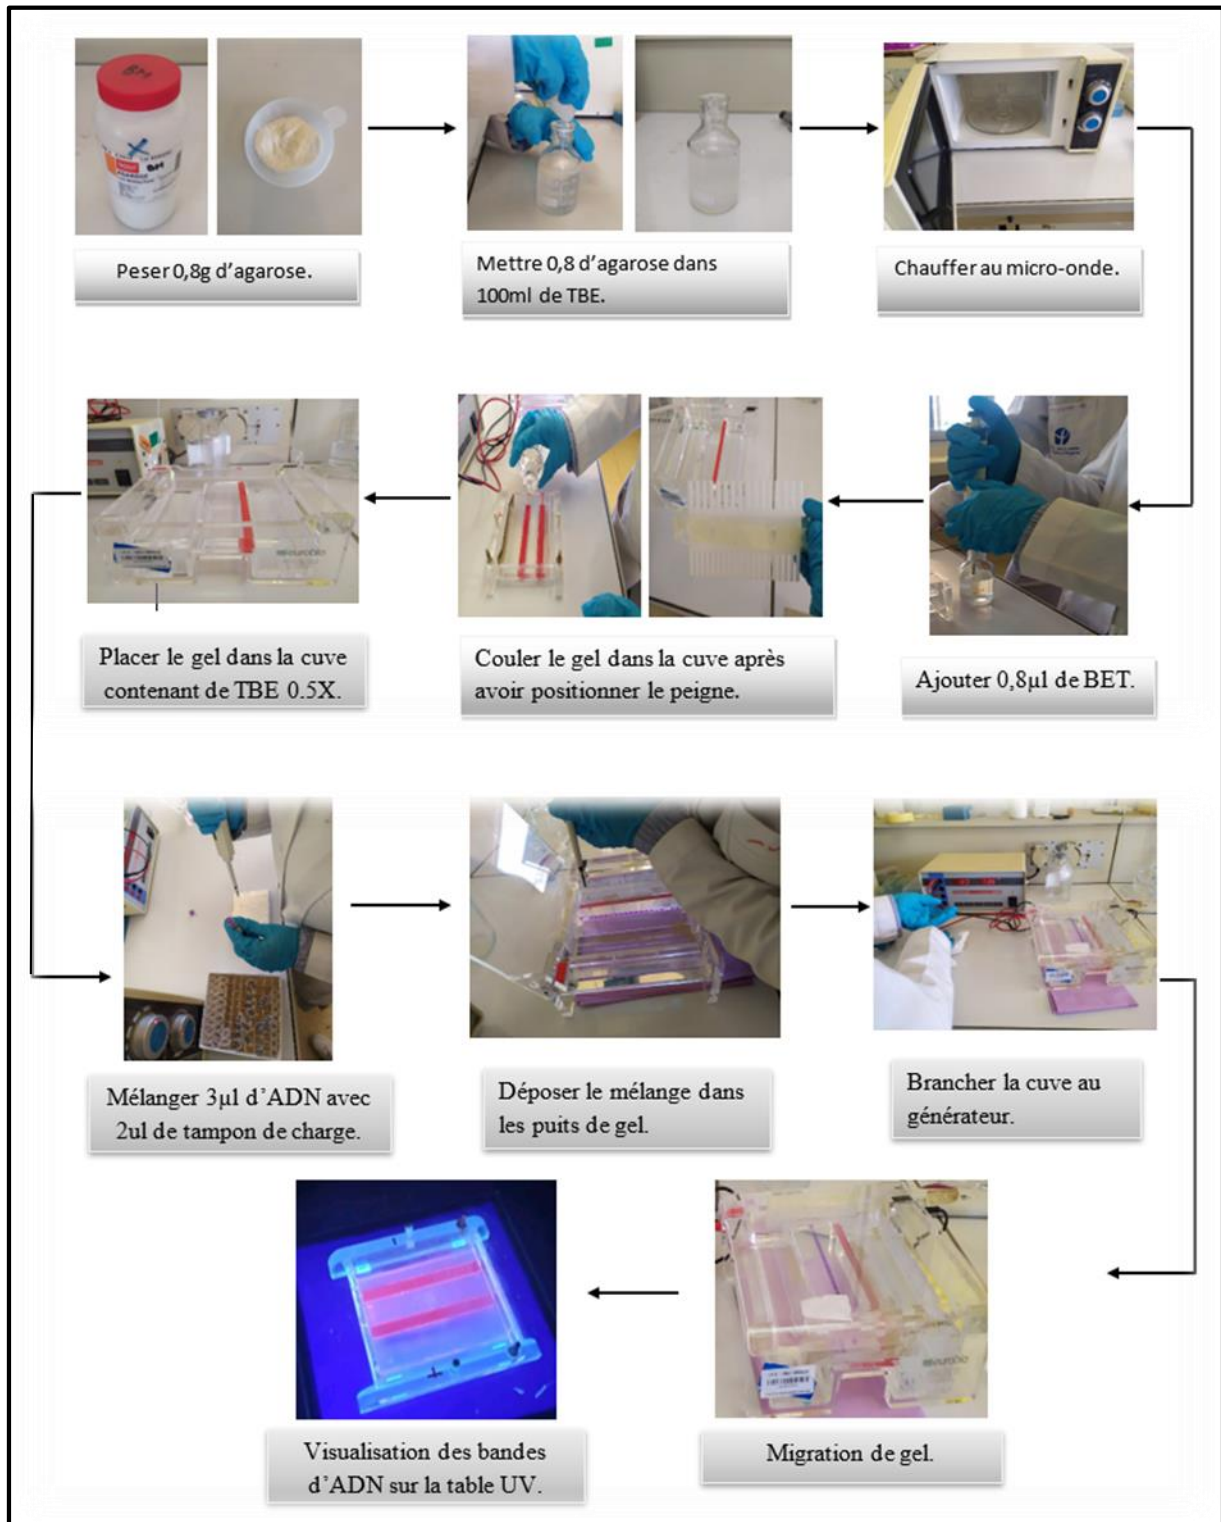 BM
AGAROSE
BM
Peser 0,8g d’agarose.
Mettre 0,8 d’agarose dans
100ml de TBE.
Chauffer au micro-onde.
eurobio
Placer le gel dans la cuve
contenant de TBE 0.5X.
Couler le gel dans la cuve après
avoir positionner le peigne.
Ajouter 0,8µl de BET.
Mélanger 3µl d’ADN avec
2ul de tampon de charge.
Déposer le mélange dans
les puits de gel.
Brancher la cuve au
générateur.
Visualisation des bandes
d’ADN sur la table UV.
Migration de gel.